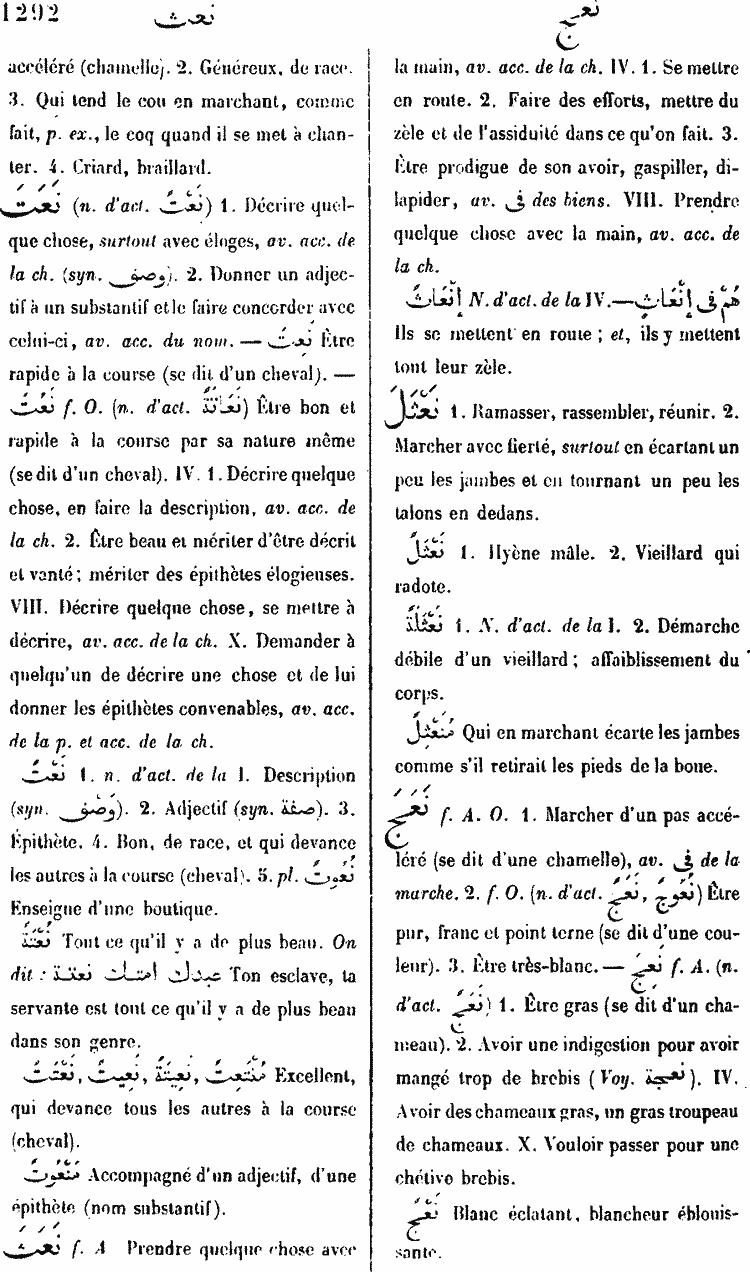 1292 نعث نعج
accéléré (chamelle). 2. Généreux, de race.
3. Qui tend le cou en marchant, comme
fait, p. ex., le coq quand il se met à chan-
ter. 4. Criard, braillard.
نَعَتَ (n. d'act. نَعْتٌ) 1. Décrire quel-
que chose, surtout avec éloges, av. acc. de
la ch. (syn. وصف). 2. Donner un adjec-
tif à un substantif et le faire concorder avec
celui-ci, av. acc. du nom. — نَعِتَ Être
rapide à la course (se dit d'un cheval). —
نَعُتَ f. O. (n. d'act. نَعَاتَةٌ) Être bon et
rapide à la course par sa nature même
(se dit d'un cheval). IV. 1. Décrire quelque
chose, en faire la description, av. acc. de
la ch. 2. Être beau et mériter d'être décrit
et vanté; mériter des épithètes élogieuses.
VIII. Décrire quelque chose, se mettre à
décrire, av. acc. de la ch. X. Demander à
quelqu'un de décrire une chose et de lui
donner les épithètes convenables, av. acc.
de la p. et acc. de la ch.
نَعْتٌ 1. n. d'act. de la I. Description
(syn. وَصْف). 2. Adjectif (syn. صفة). 3.
Épithète. 4. Bon, de race, et qui devance
les autres à la course (cheval). 5. pl. نُعُوتٌ
Enseigne d'une boutique.
نُعْتَةٌ Tout ce qu'il y a de plus beau. On
dit : عبدك امتك نعتة Ton esclave, ta
servante est tout ce qu'il y a de plus beau
dans son genre.
نَعْتَةٌ, نَعِيتٌ, نَعِيتَةٌ, مُنْتَعِتٌ Excellent,
qui devance tous les autres à la course
(cheval).
مَنْعُوتٌ Accompagné d'un adjectif, d'une
épithète (nom substantif).
نَعَثَ f. A Prendre quelque chose avec
la main, av. acc. de la ch. IV. 1. Se mettre
en route. 2. Faire des efforts, mettre du
zèle et de l'assiduité dans ce qu'on fait. 3.
Être prodigue de son avoir, gaspiller, di-
lapider, av. فى des biens. VIII. Prendre
quelque chose avec la main, av. acc. de
la ch.
إِنْعَاثٌ N. d'act. de la IV. — هُمْ فِى إِنْعَاثٍ
Ils se mettent en route; et, ils y mettent
tout leur zèle.
نَعْثَلَ 1. Ramasser, rassembler, réunir. 2.
Marcher avec fierté, surtout en écartant un
peu les jambes et en tournant un peu les
talons en dedans.
نَعْثَلٌ 1. Hyène mâle. 2. Vieillard qui
radote.
نَعْثَلَةٌ 1. N. d'act. de la I. 2. Démarche
débile d'un vieillard; affaiblissement du
corps.
مُنَعْثِلٌ Qui en marchant écarte les jambes
comme s'il retirait les pieds de la boue.
نَعَجَ f. A. O. 1. Marcher d'un pas accé-
léré (se dit d'une chamelle), av. فى de la
marche. 2. f. O. (n. d'act. نَعَجٌ, نُعُوجٌ) Être
pur, franc et point terne (se dit d'une cou-
leur). 3. Être très-blanc. — نَعِجَ f. A. (n.
d'act. نَعَجٌ) 1. Être gras (se dit d'un cha-
meau). 2. Avoir une indigestion pour avoir
mangé trop de brebis (Voy. نعجة). IV.
Avoir des chameaux gras, un gras troupeau
de chameaux. X. Vouloir passer pour une
chétive brebis.
نَعَجٌ Blanc éclatant, blancheur éblouis-
sante.